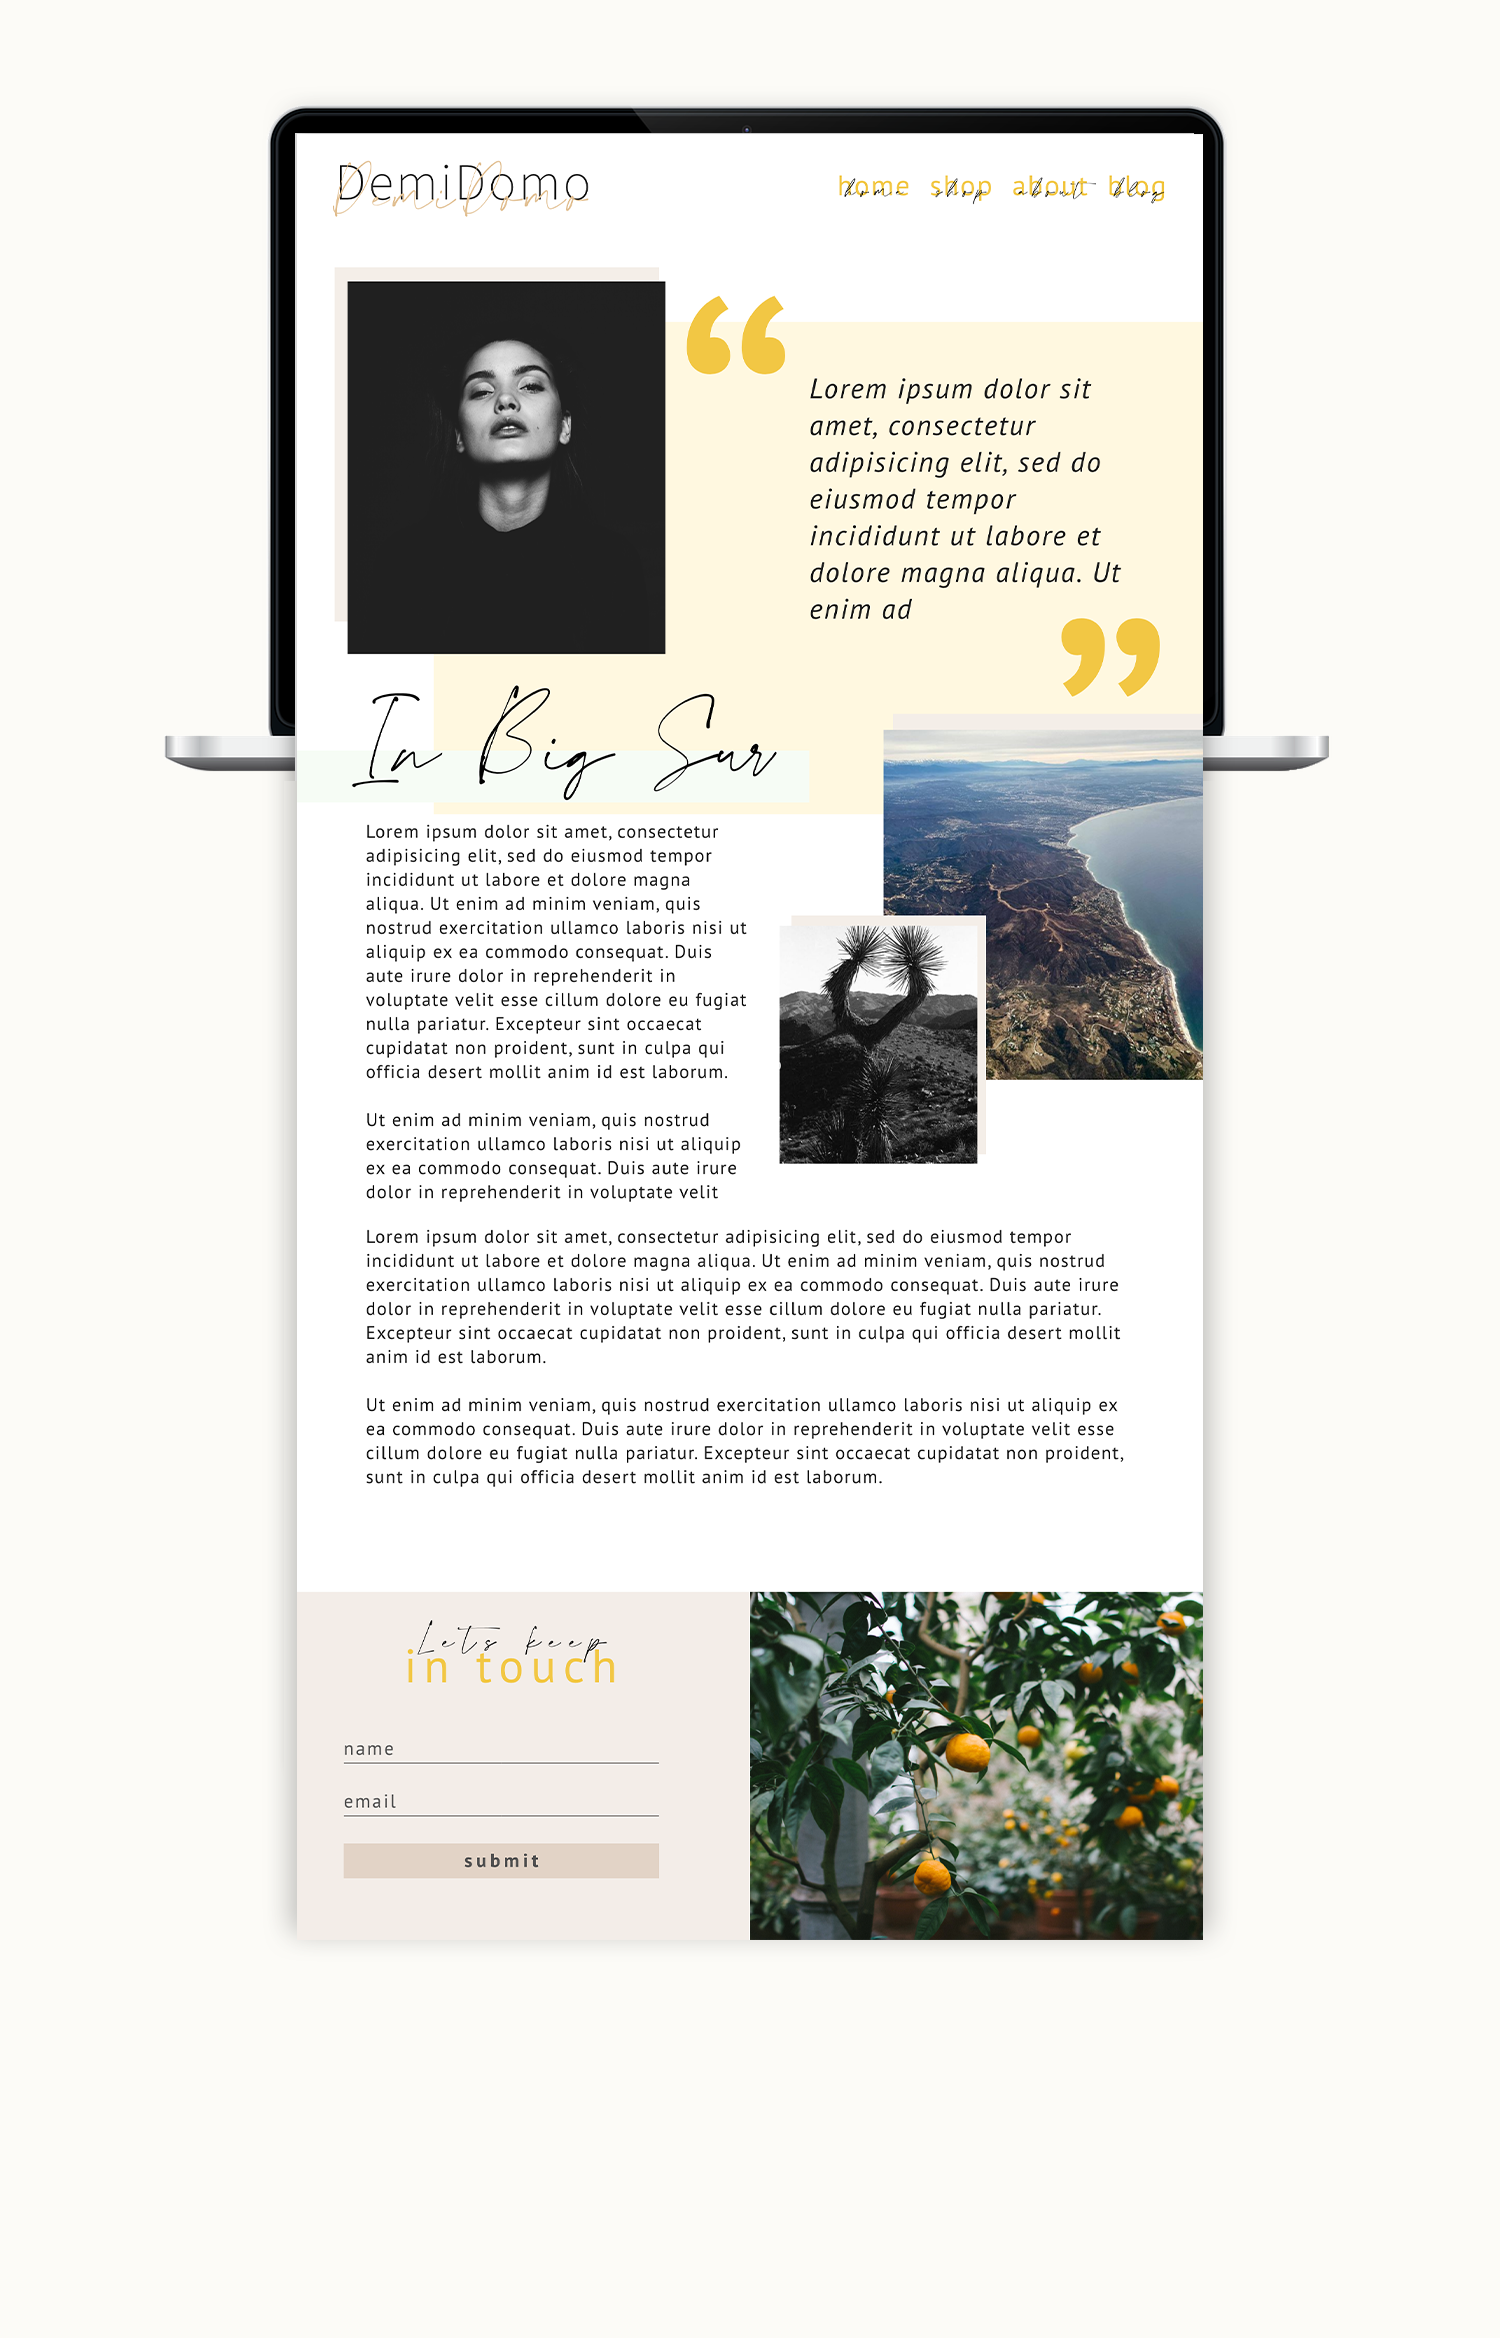 DemiDomo
DemiDomo
home shop about blog
home shop about blog
“
Lorem ipsum dolor sit
amet, consectetur
adipisicing elit, sed do
eiusmod tempor
incididunt ut labore et
dolore magna aliqua. Ut
enim ad
”
In Big Sur
Lorem ipsum dolor sit amet, consectetur
adipisicing elit, sed do eiusmod tempor
incididunt ut labore et dolore magna
aliqua. Ut enim ad minim veniam, quis
nostrud exercitation ullamco laboris nisi ut
aliquip ex ea commodo consequat. Duis
aute irure dolor in reprehenderit in
voluptate velit esse cillum dolore eu fugiat
nulla pariatur. Excepteur sint occaecat
cupidatat non proident, sunt in culpa qui
officia desert mollit anim id est laborum.
Ut enim ad minim veniam, quis nostrud
exercitation ullamco laboris nisi ut aliquip
ex ea commodo consequat. Duis aute irure
dolor in reprehenderit in voluptate velit
Lorem ipsum dolor sit amet, consectetur adipisicing elit, sed do eiusmod tempor
incididunt ut labore et dolore magna aliqua. Ut enim ad minim veniam, quis nostrud
exercitation ullamco laboris nisi ut aliquip ex ea commodo consequat. Duis aute irure
dolor in reprehenderit in voluptate velit esse cillum dolore eu fugiat nulla pariatur.
Excepteur sint occaecat cupidatat non proident, sunt in culpa qui officia desert mollit
anim id est laborum.
Ut enim ad minim veniam, quis nostrud exercitation ullamco laboris nisi ut aliquip ex
ea commodo consequat. Duis aute irure dolor in reprehenderit in voluptate velit esse
cillum dolore eu fugiat nulla pariatur. Excepteur sint occaecat cupidatat non proident,
sunt in culpa qui officia desert mollit anim id est laborum.
Lets keep
in touch
name
email
submit